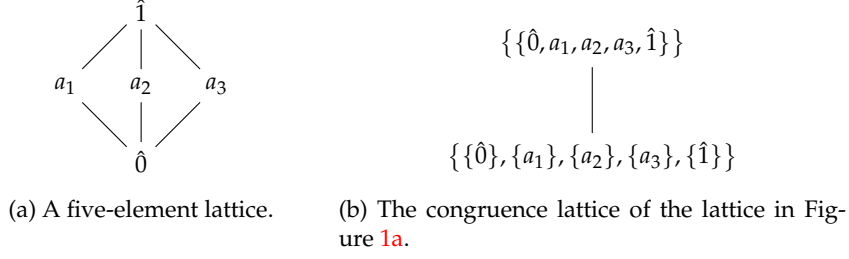 1̂
a₁ a₂ a₃
0̂
{{0̂, a₁, a₂, a₃, 1̂}}
{{0̂}, {a₁}, {a₂}, {a₃}, {1̂}}
(a) A five-element lattice.
(b) The congruence lattice of the lattice in Fig-
ure 1a.